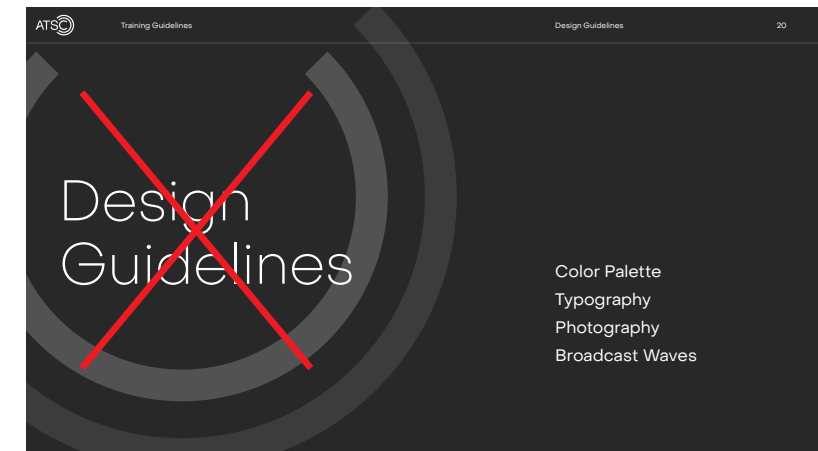 ATSC
Training Guidelines
Design Guidelines
20
Design
Guidelines
Color Palette
Typography
Photography
Broadcast Waves